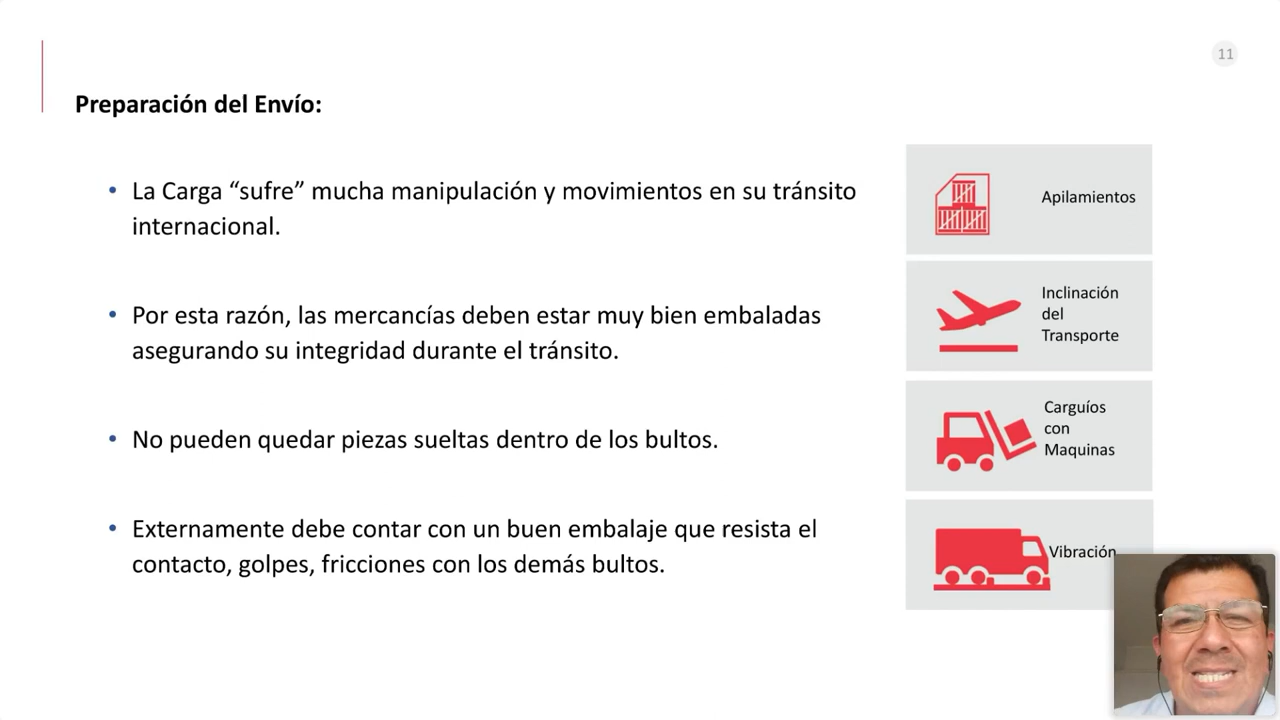 11
Preparación del Envío:
• La Carga “sufre” mucha manipulación y movimientos en su tránsito
internacional.
• Por esta razón, las mercancías deben estar muy bien embaladas
asegurando su integridad durante el tránsito.
• No pueden quedar piezas sueltas dentro de los bultos.
• Externamente debe contar con un buen embalaje que resista el
contacto, golpes, fricciones con los demás bultos.
Apilamientos
Inclinación
del
Transporte
Carguíos
con
Maquinas
Vibración